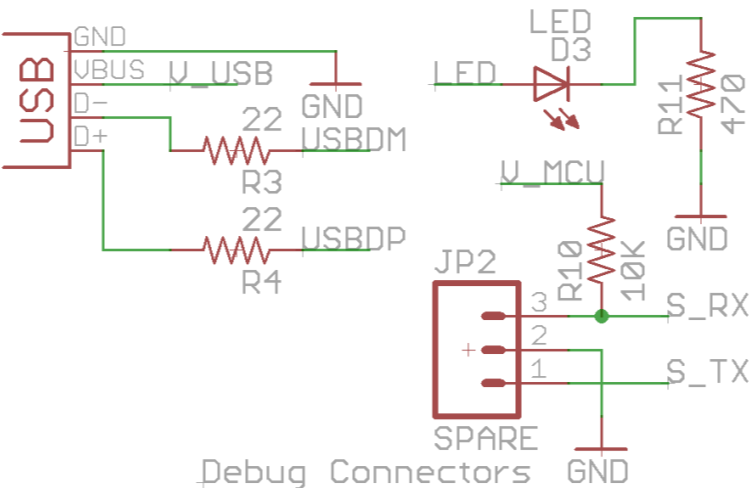 GND
VBUS
D-
D+
USB
V_USB
GND
22
USBDM
R3
22
USBDP
R4
LED
D3
LED
R11
470
GND
V_MCU
R10
10K
JP2
3
2
1
S_RX
S_TX
SPARE
GND
Debug Connectors